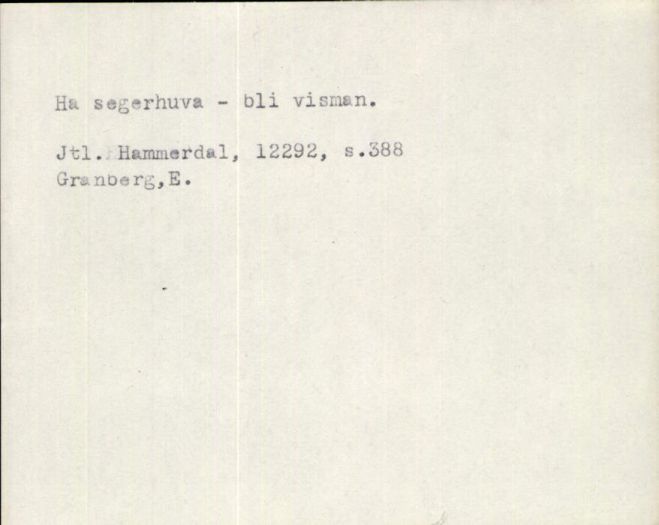 Ha segerhuva - bli visman.
Jtl. Hammerdal, 12292, s.388
Granberg,E.